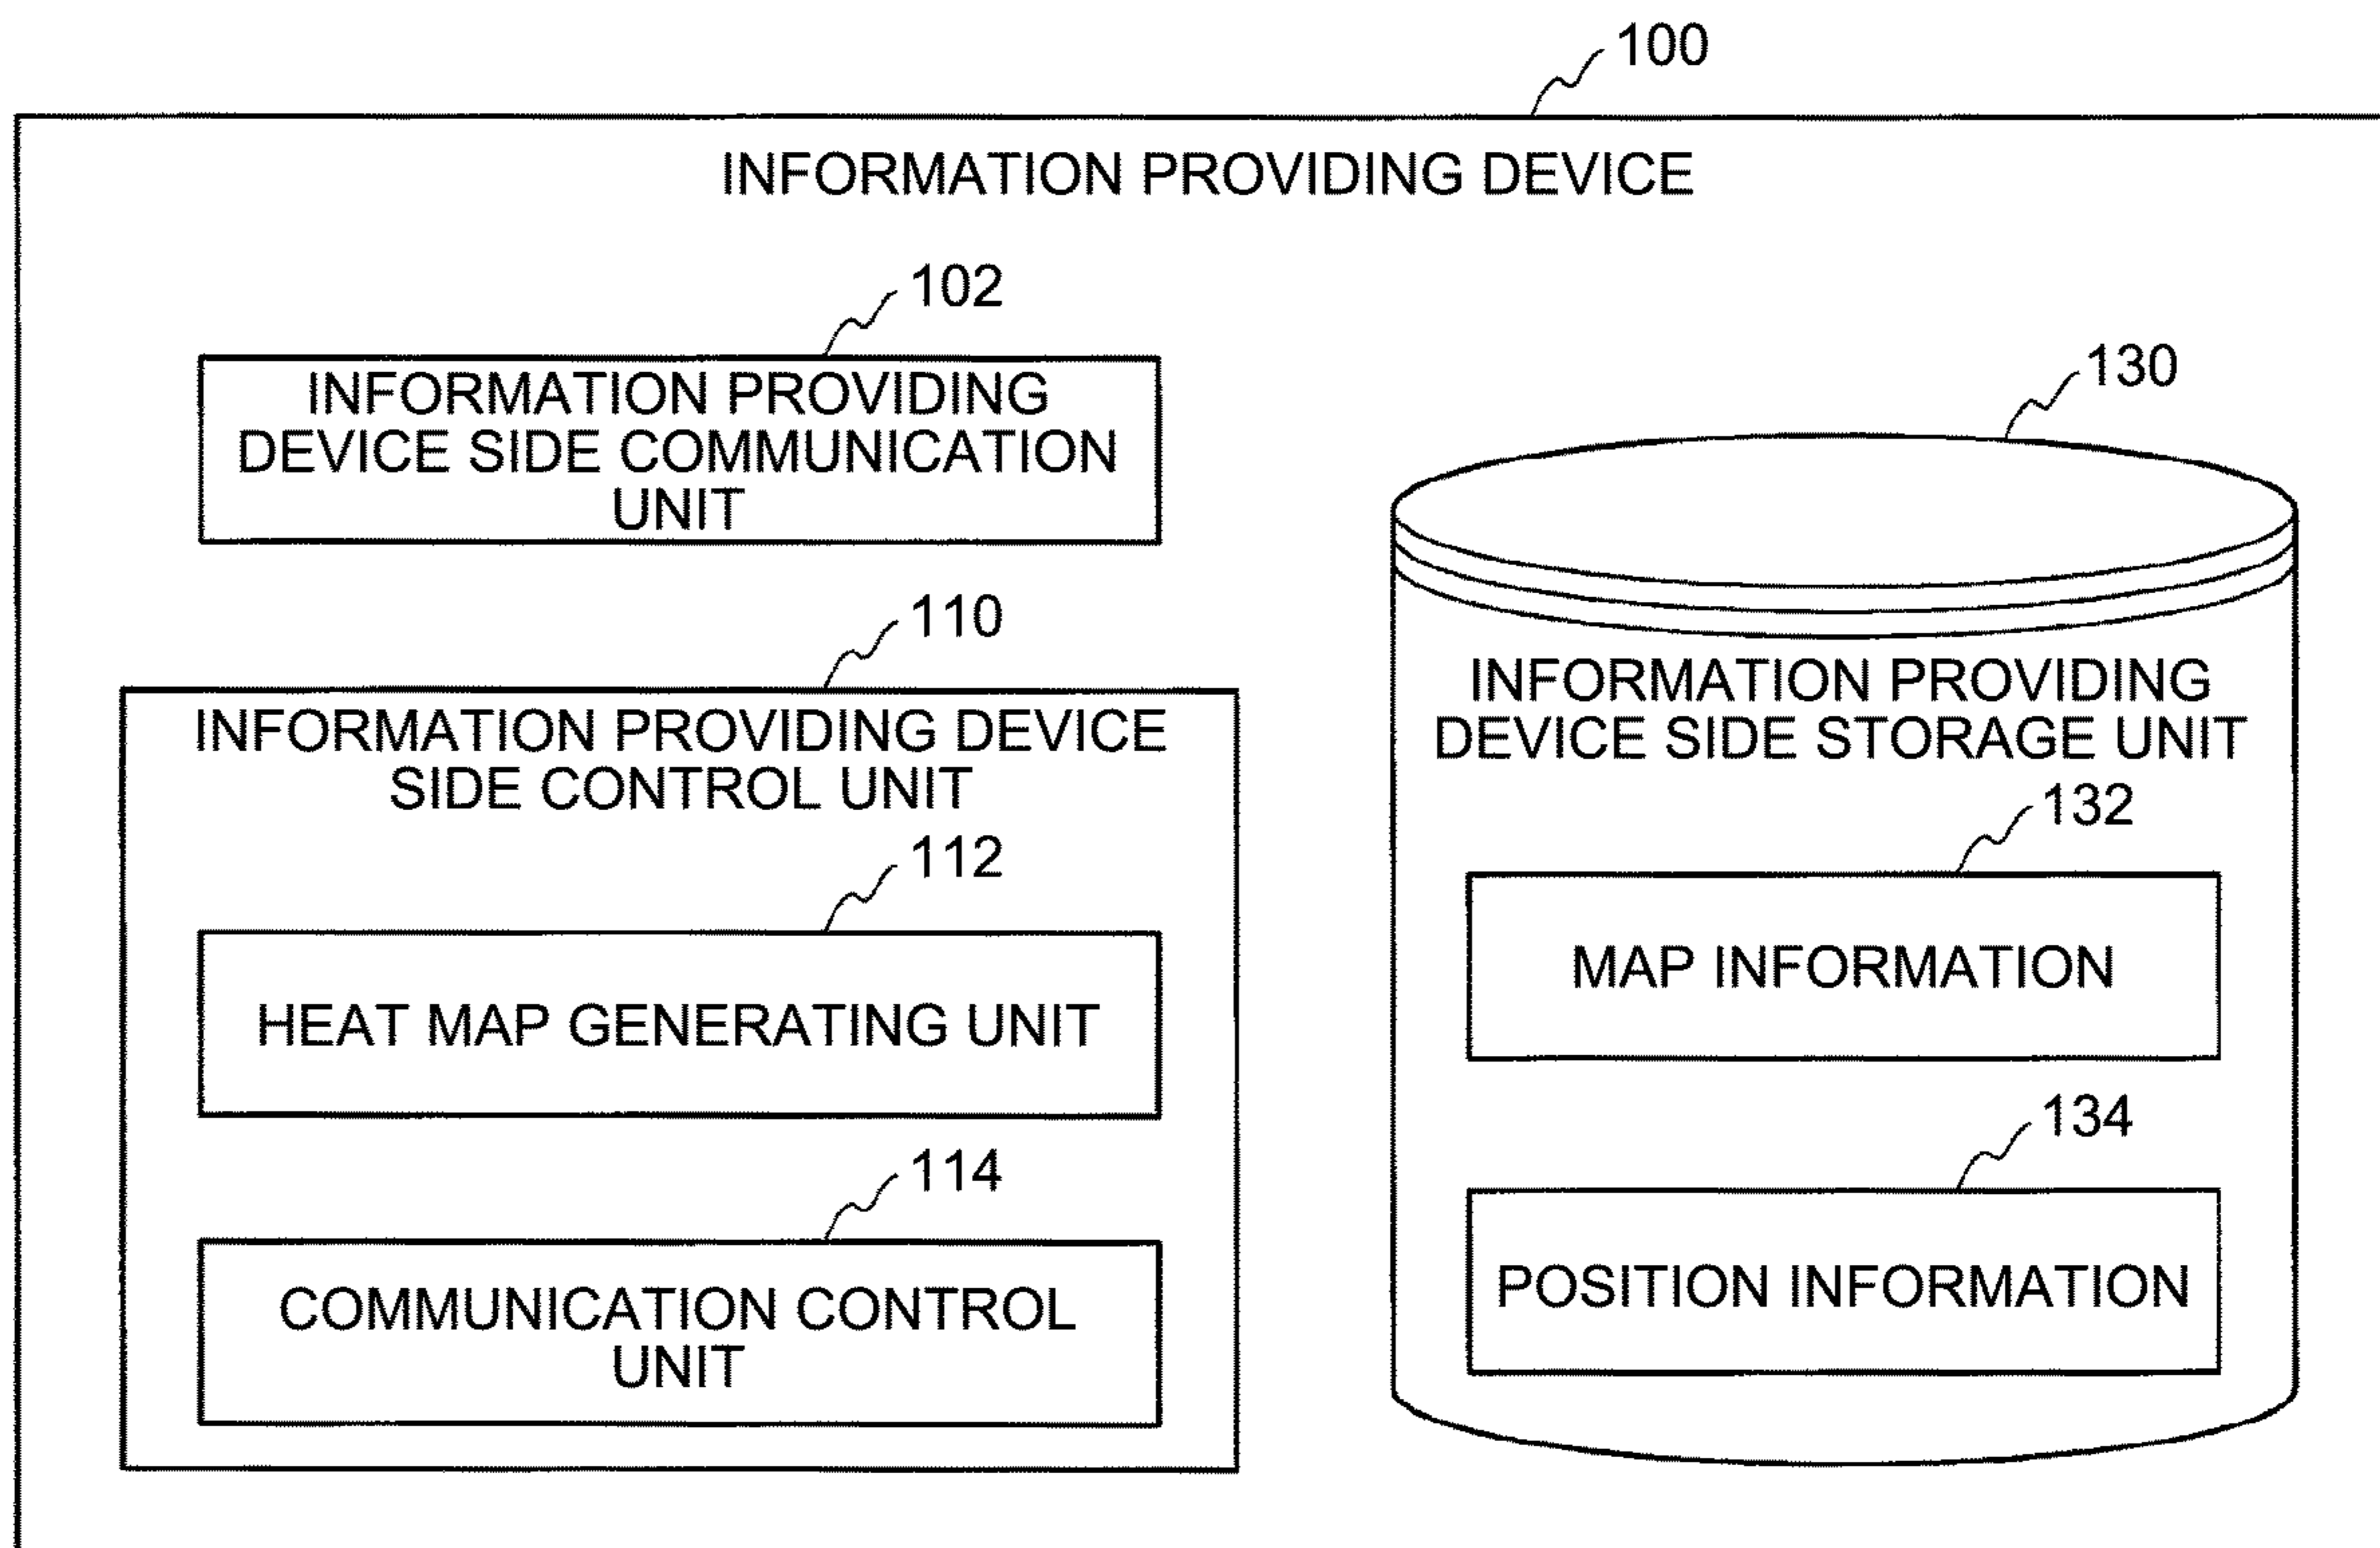 100
INFORMATION PROVIDING DEVICE
102
INFORMATION PROVIDING
DEVICE SIDE COMMUNICATION
UNIT
110
INFORMATION PROVIDING DEVICE
SIDE CONTROL UNIT
112
HEAT MAP GENERATING UNIT
114
COMMUNICATION CONTROL
UNIT
130
INFORMATION PROVIDING
DEVICE SIDE STORAGE UNIT
132
MAP INFORMATION
134
POSITION INFORMATION